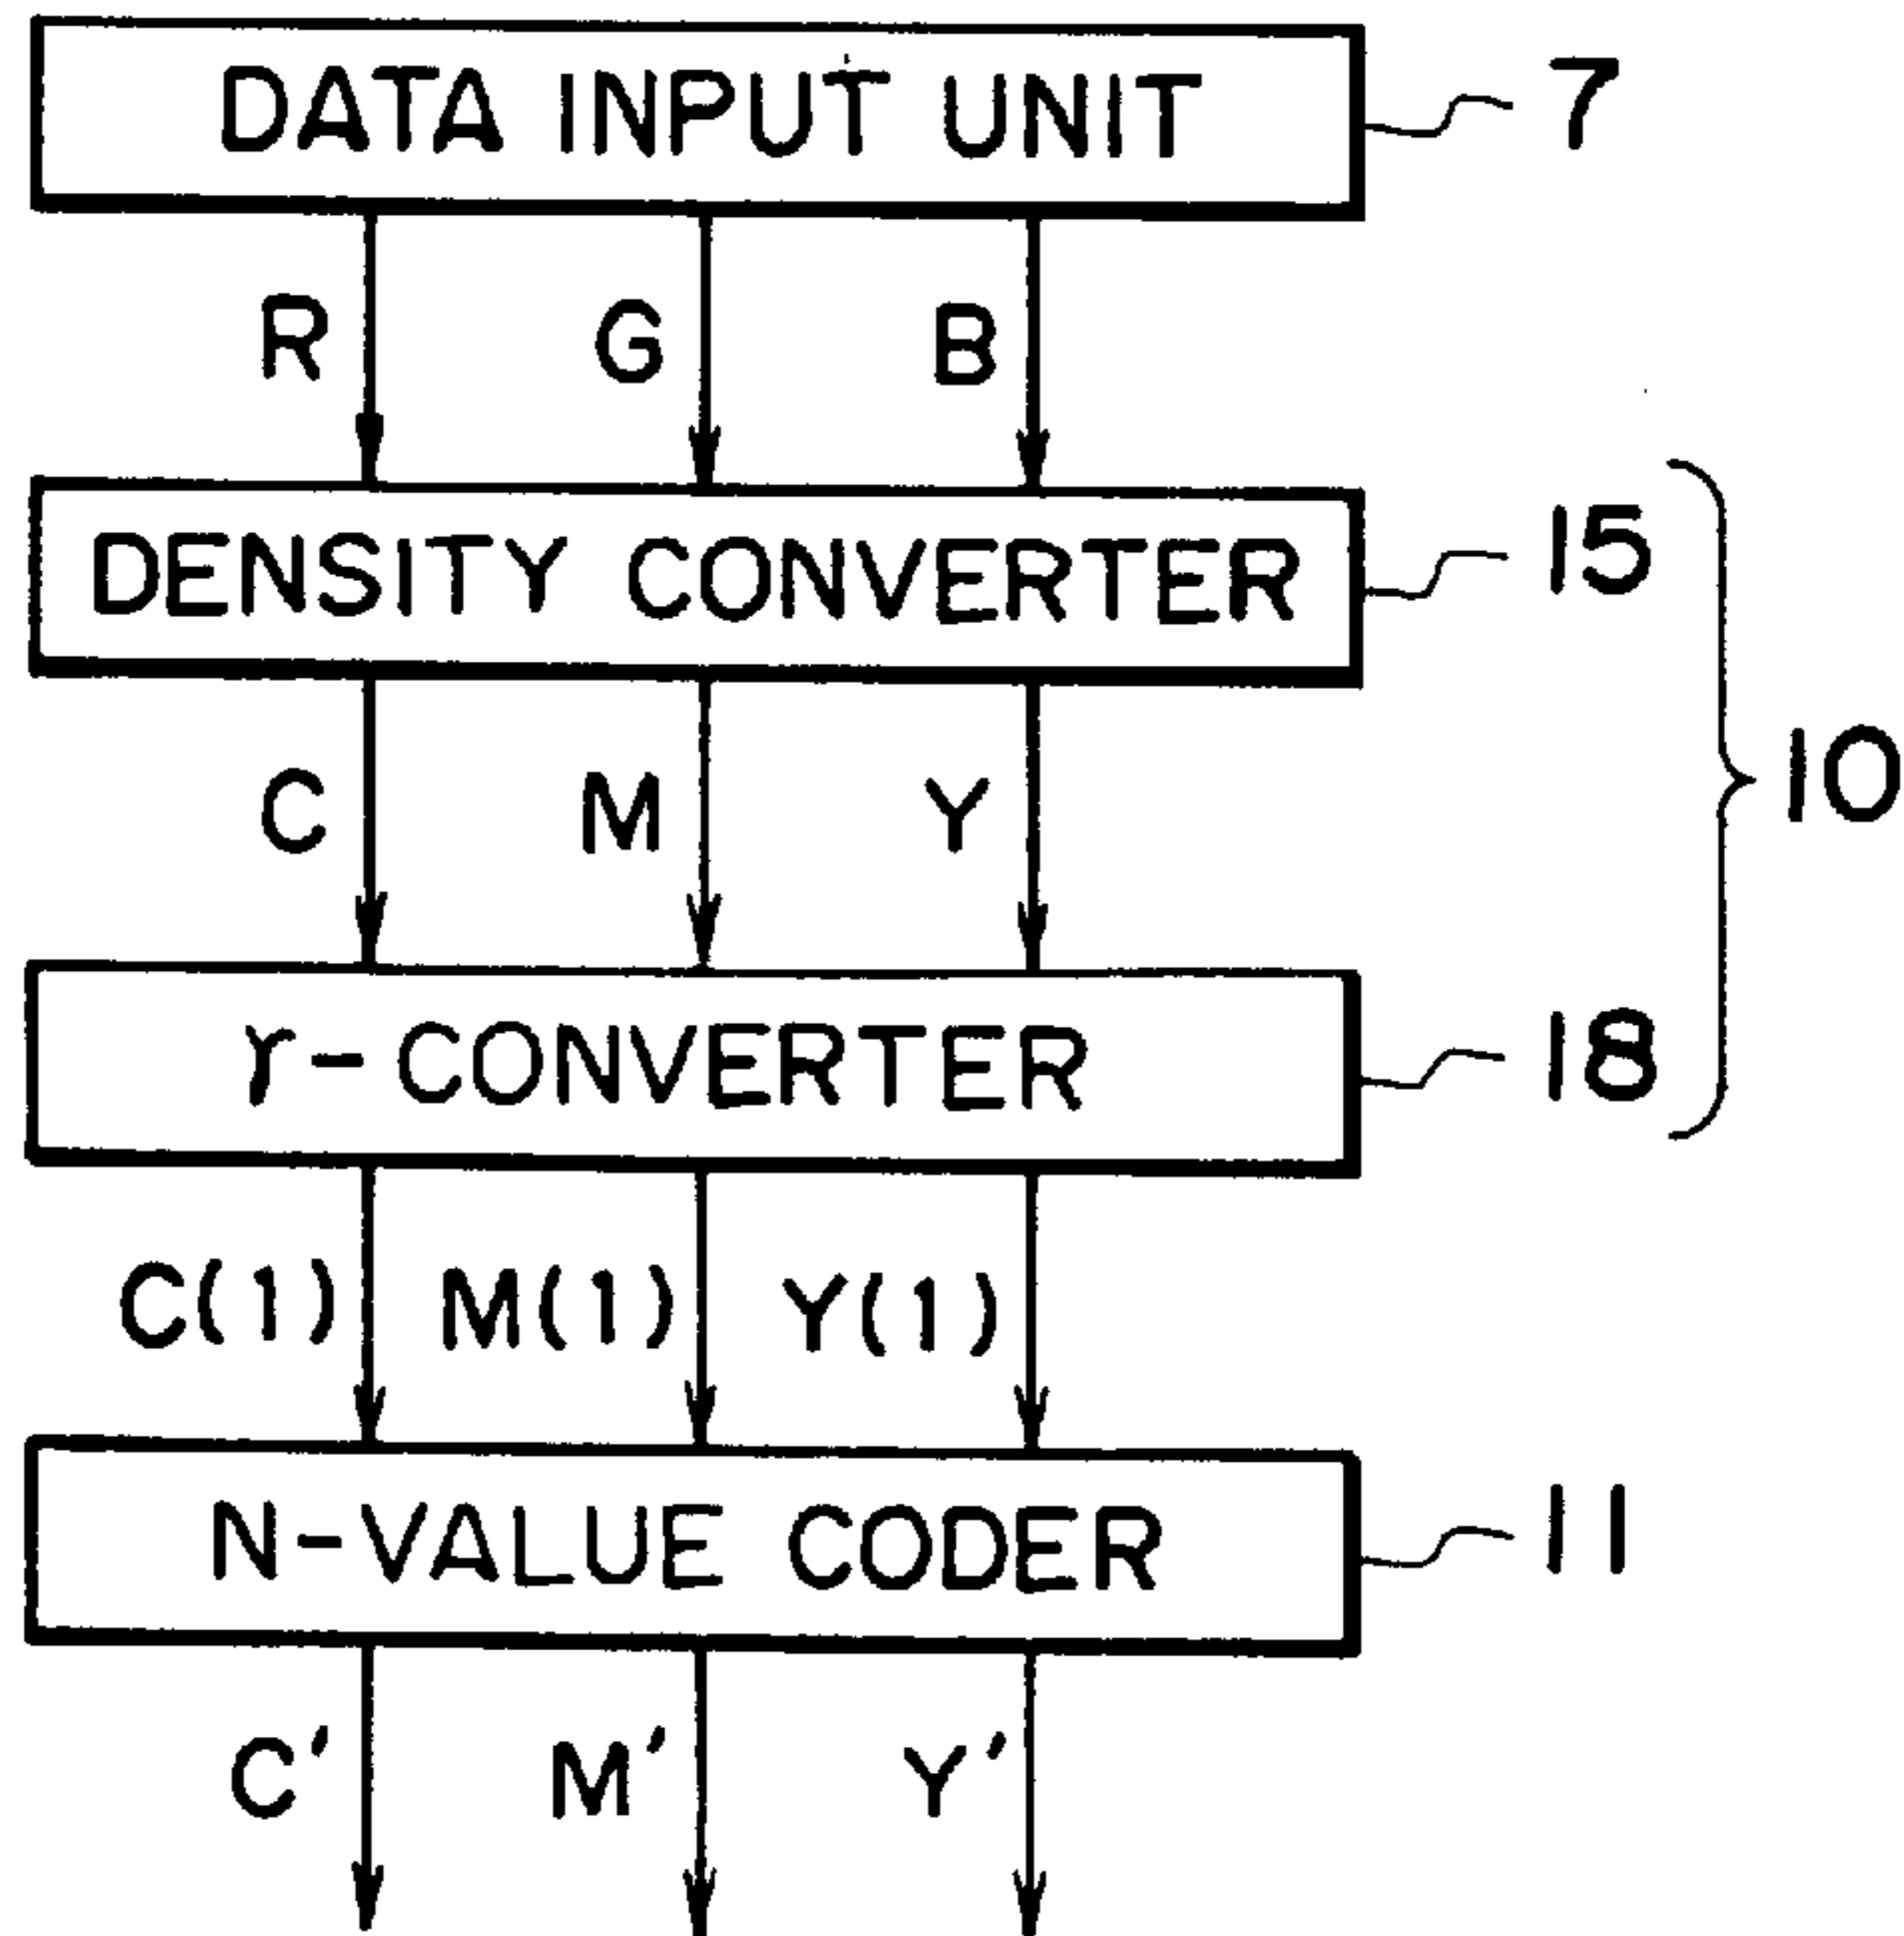 DATA INPUT UNIT 7
R G B
DENSITY CONVERTER 15
10
C M Y
γ-CONVERTER 18
C(1) M(1) Y(1)
N-VALUE CODER 11
C' M' Y'